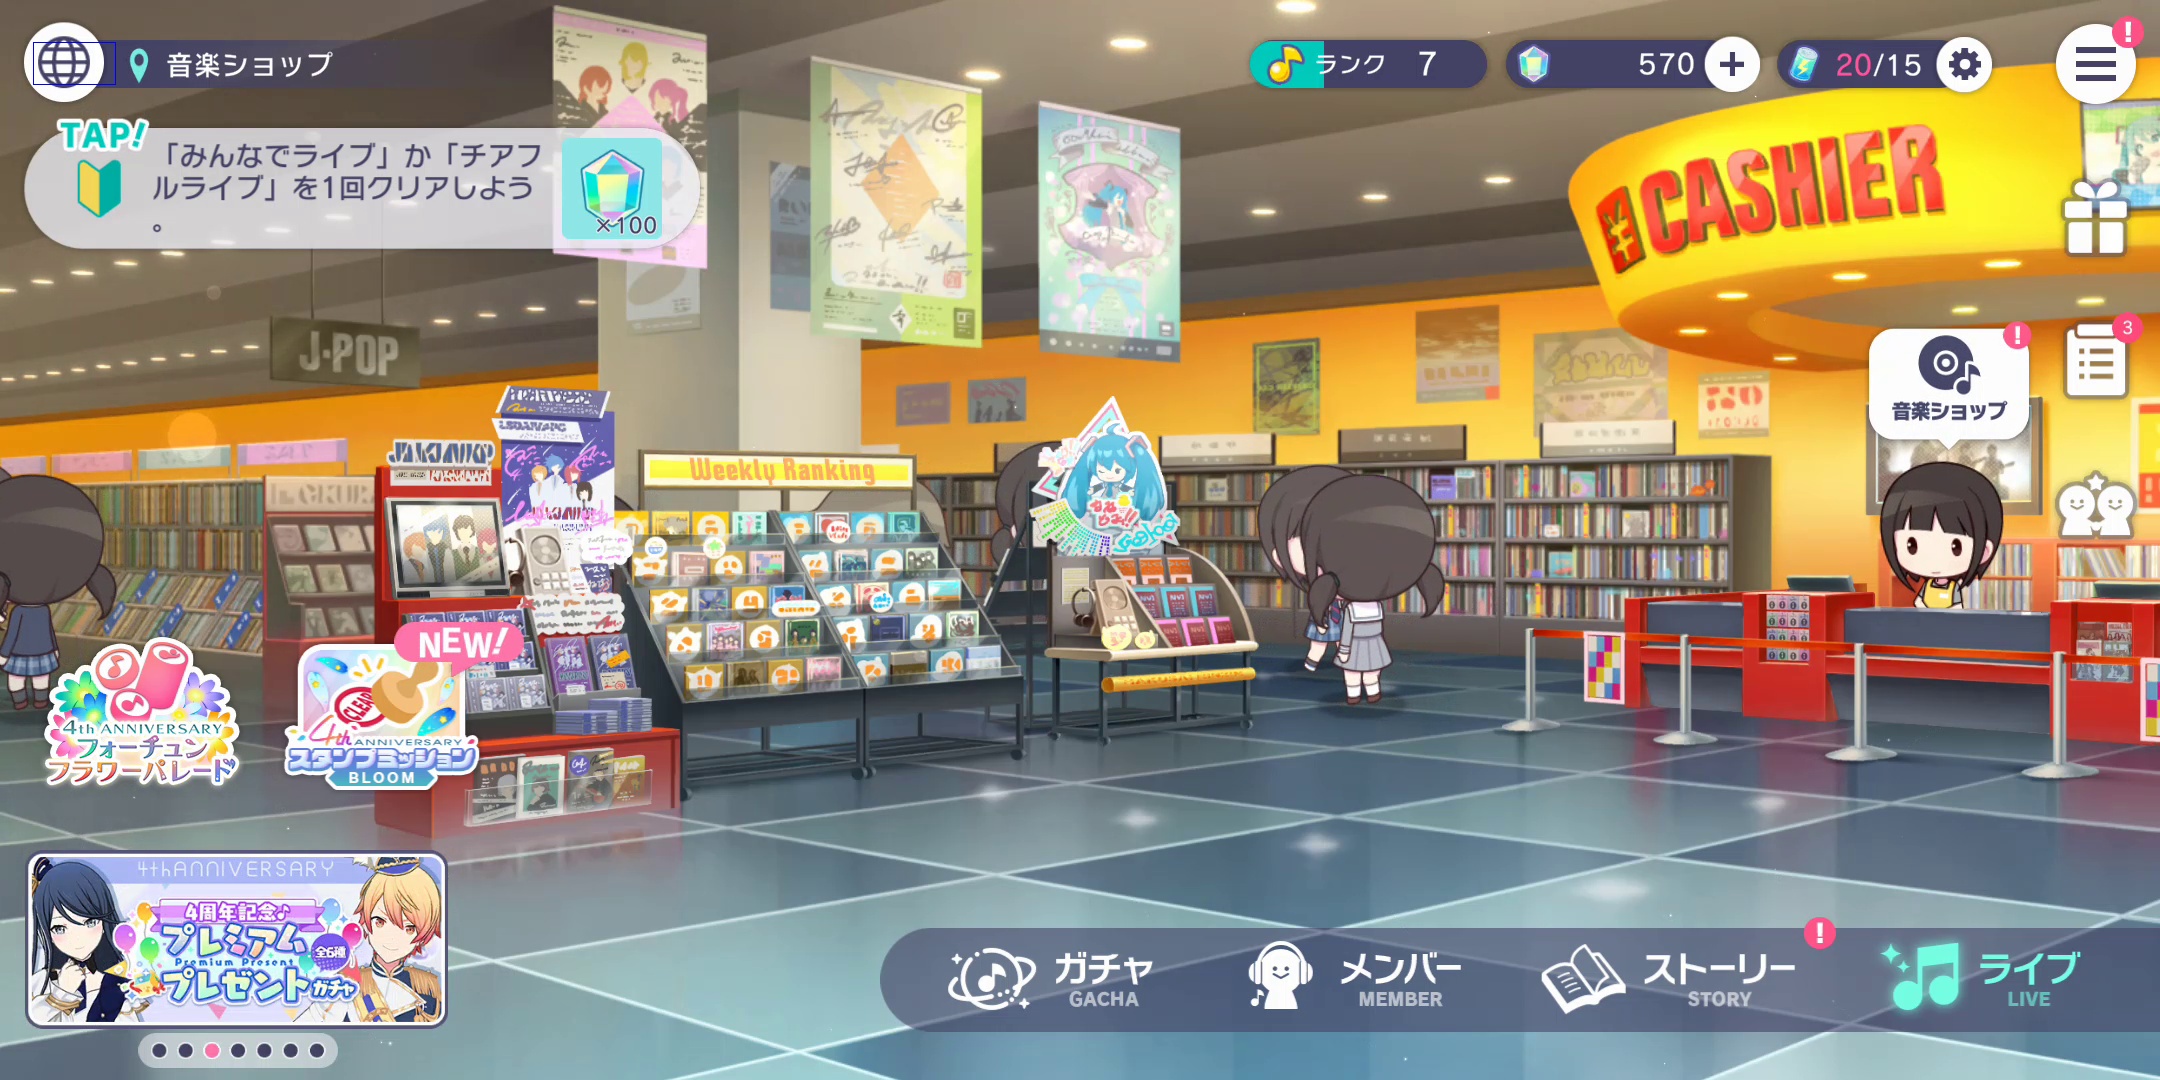 音楽ショップ
ランク 7
570
20/15
!
TAP!
「みんなでライブ」か「チアフ
ルライブ」を1回クリアしよう
。
×100
¥CASHIER
J-POP
!
音楽ショップ
3
Weekly Ranking
NEW!
CLEAR
4th ANNIVERSARY
フォーチュン
フラワーパレード
4th ANNIVERSARY
スタンプミッション
BLOOM
4thANNIVERSARY
4周年記念♪
プレミアム
Premium Present
全6種
プレゼントガチャ
ガチャ
GACHA
メンバー
MEMBER
ストーリー
STORY
!
ライブ
LIVE